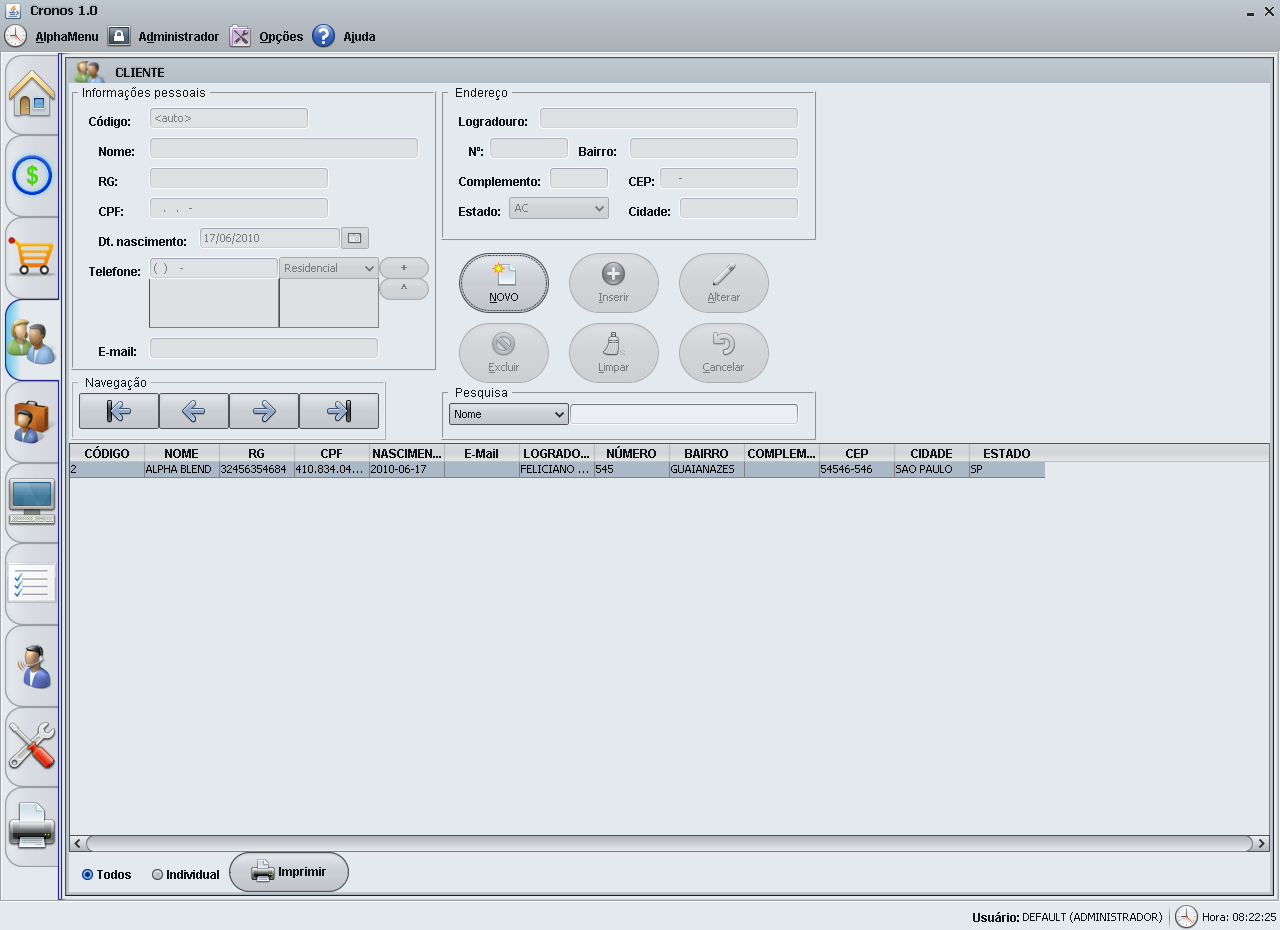 Cronos 1.0
AlphaMenu Administrador Opções Ajuda
CLIENTE
Informações pessoais
Código: <auto>
Nome:
RG:
CPF: . . -
Dt. nascimento: 17/06/2010
Telefone: ( ) - Residencial +
^
E-mail:
Endereço
Logradouro:
Nº: Bairro:
Complemento: CEP: -
Estado: AC Cidade:
NOVO Inserir Alterar
Excluir Limpar Cancelar
Navegação
Pesquisa
Nome
CÓDIGO NOME RG CPF NASCIMEN... E-Mail LOGRADO... NÚMERO BAIRRO COMPLEM... CEP CIDADE ESTADO
2 ALPHA BLEND 32456354684 410.834.04... 2010-06-17 FELICIANO ... 545 GUAIANAZES 54546-546 SAO PAULO SP
Todos Individual Imprimir
Usuário: DEFAULT (ADMINISTRADOR) Hora: 08:22:25